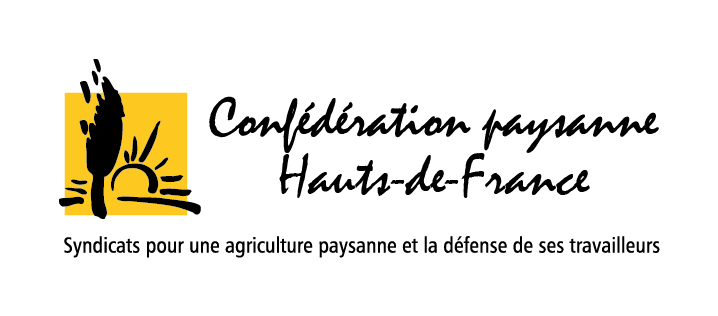 Confédération paysanne
Hauts-de-France
Syndicats pour une agriculture paysanne et la défense de ses travailleurs